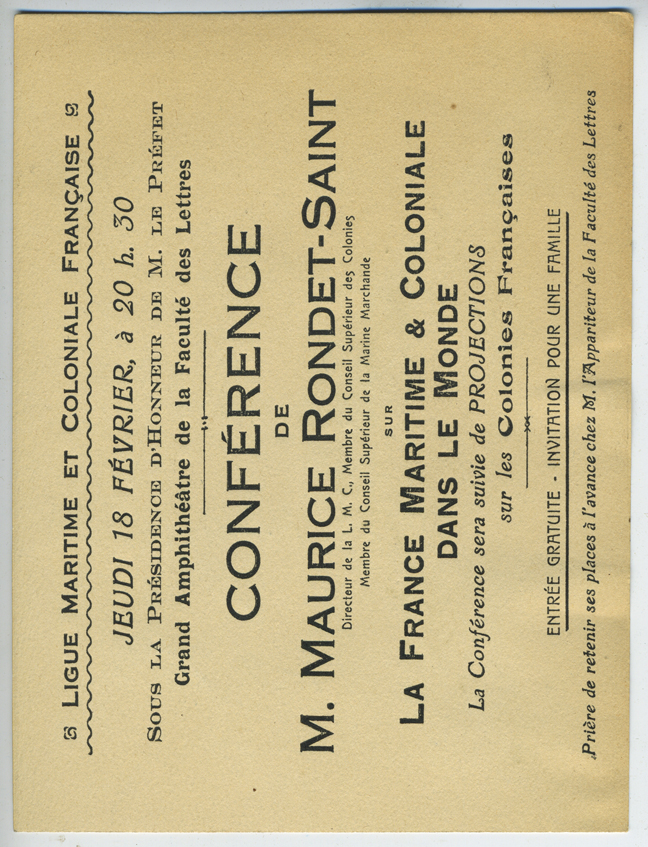 LIGUE MARITIME ET COLONIALE FRANÇAISE
JEUDI 18 FÉVRIER, à 20 h. 30
SOUS LA PRÉSIDENCE D'HONNEUR DE M. LE PRÉFET
Grand Amphithéâtre de la Faculté des Lettres
CONFÉRENCE
DE
M. MAURICE RONDET-SAINT
Directeur de la L. M. C., Membre du Conseil Supérieur des Colonies
Membre du Conseil Supérieur de la Marine Marchande
SUR
LA FRANCE MARITIME & COLONIALE
DANS LE MONDE
La Conférence sera suivie de PROJECTIONS
sur les Colonies Françaises
ENTRÉE GRATUITE - INVITATION POUR UNE FAMILLE
Prière de retenir ses places à l'avance chez M. l'Appariteur de la Faculté des Lettres